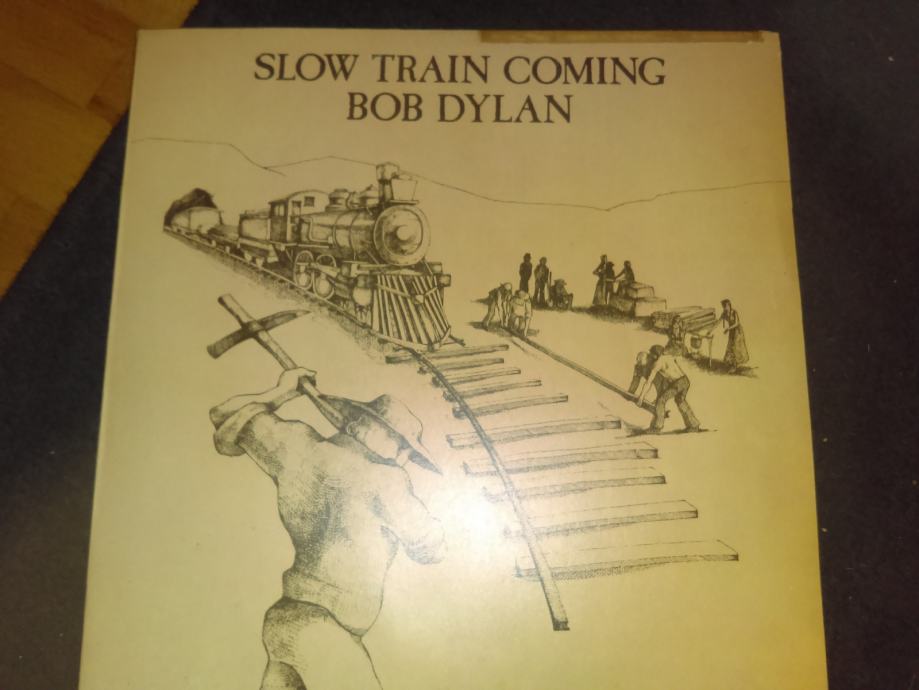 SLOW TRAIN COMING
BOB DYLAN